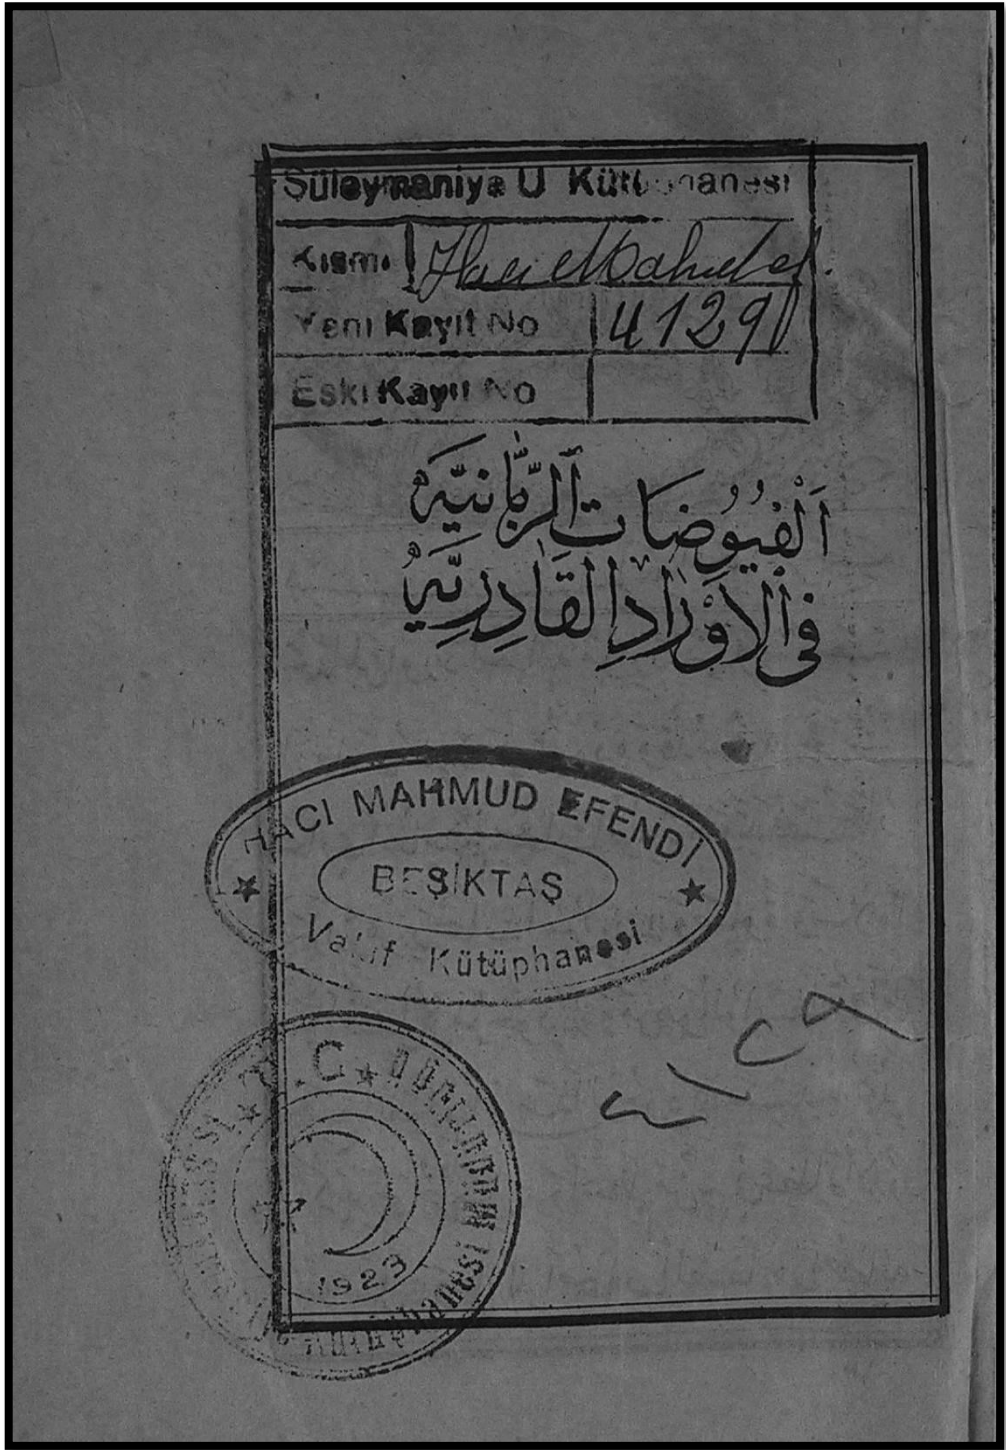 Süleymaniye U Kütüphanesi
Kısmı Hacı Mahmud ef.
Yeni Kayıt No 4129
Eski Kayıt No
اَلْفُيُوضَاتُ الرَّبَّانِيَّه
فِى الْاَوْرَادِ الْقَادِرِيَّه
HACI MAHMUD EFENDİ
BEŞİKTAŞ
Vakıf Kütüphanesi
٤١٢٩
T.C.
1923